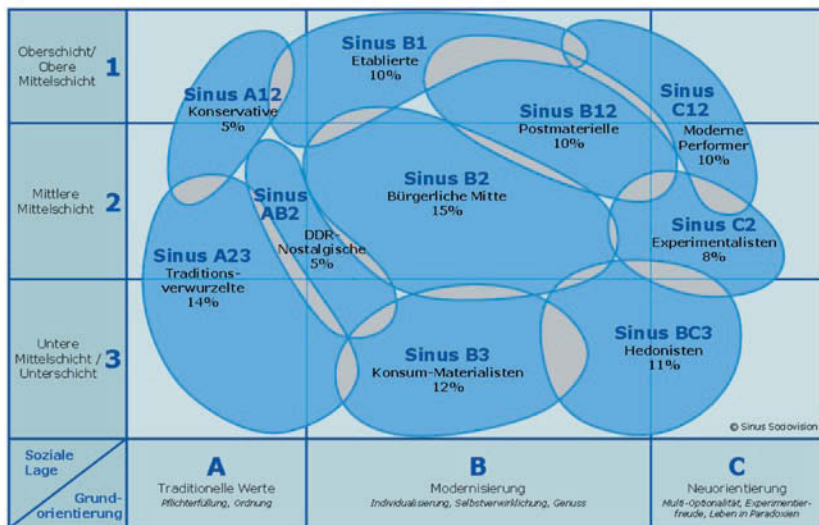 Oberschicht/
Obere
Mittelschicht
1
Mittlere
Mittelschicht
2
Untere
Mittelschicht /
Unterschicht
3
Sinus A12
Konservative
5%
Sinus B1
Etablierte
10%
Sinus B12
Postmaterielle
10%
Sinus
C12
Moderne
Performer
10%
Sinus
AB2
DDR-
Nostalgische
5%
Sinus B2
Bürgerliche Mitte
15%
Sinus C2
Experimentalisten
8%
Sinus A23
Traditions-
verwurzelte
14%
Sinus B3
Konsum-Materialisten
12%
Sinus BC3
Hedonisten
11%
© Sinus Sociovision
Soziale
Lage
Grund-
orientierung
A
Traditionelle Werte
Pflichterfüllung, Ordnung
B
Modernisierung
Individualisierung, Selbstverwirklichung, Genuss
C
Neuorientierung
Multi-Optionalität, Experimentier-
freude, Leben in Paradoxien